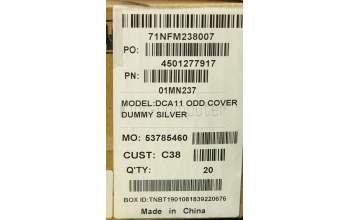 71NFM238007
PO:
4501277917
PN:
01MN237
MODEL:DCA11 ODD COVER
DUMMY SILVER
MO: 53785460
CUST: C38
Q'TY: 20
BOX ID:TNBT1901081839220676
Made in China